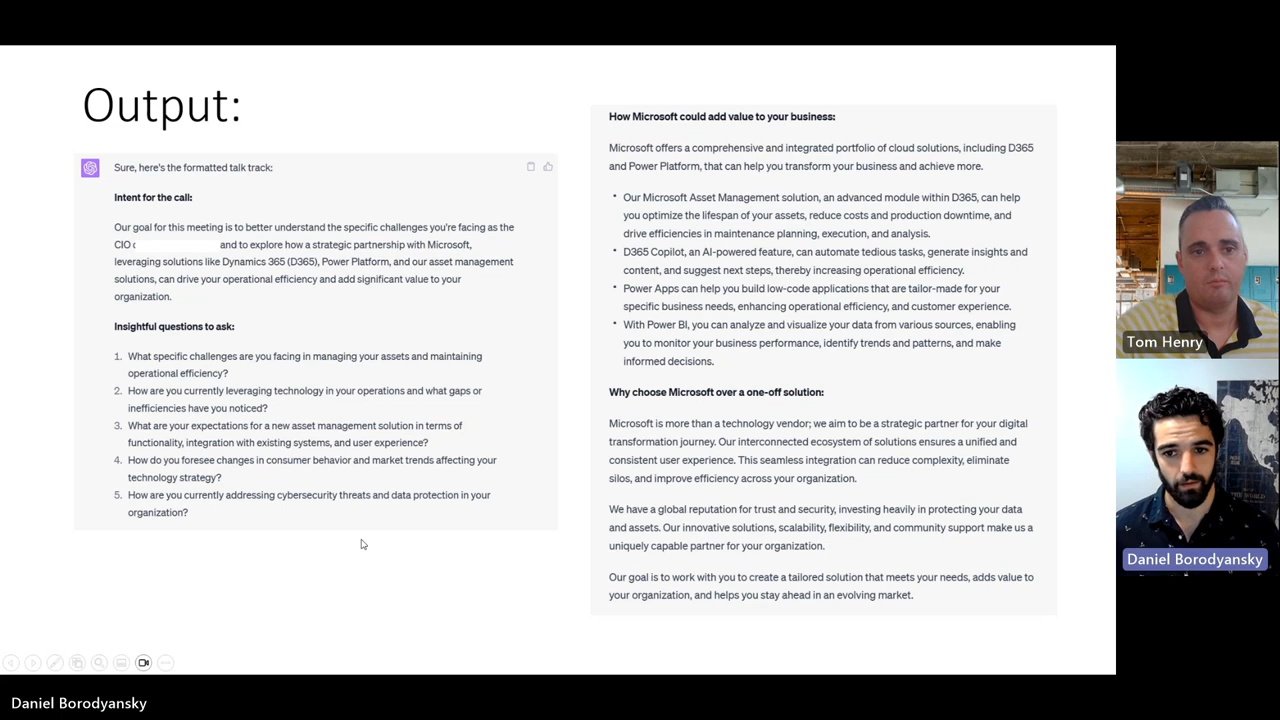 Output:
Sure, here's the formatted talk track:
Intent for the call:
Our goal for this meeting is to better understand the specific challenges you're facing as the
CIO and to explore how a strategic partnership with Microsoft,
leveraging solutions like Dynamics 365 (D365), Power Platform, and our asset management
solutions, can drive your operational efficiency and add significant value to your
organization.
Insightful questions to ask:
1. What specific challenges are you facing in managing your assets and maintaining
operational efficiency?
2. How are you currently leveraging technology in your operations and what gaps or
inefficiencies have you noticed?
3. What are your expectations for a new asset management solution in terms of
functionality, integration with existing systems, and user experience?
4. How do you foresee changes in consumer behavior and market trends affecting your
technology strategy?
5. How are you currently addressing cybersecurity threats and data protection in your
organization?
How Microsoft could add value to your business:
Microsoft offers a comprehensive and integrated portfolio of cloud solutions, including D365
and Power Platform, that can help you transform your business and achieve more.
• Our Microsoft Asset Management solution, an advanced module within D365, can help
you optimize the lifespan of your assets, reduce costs and production downtime, and
drive efficiencies in maintenance planning, execution, and analysis.
• D365 Copilot, an AI-powered feature, can automate tedious tasks, generate insights and
content, and suggest next steps, thereby increasing operational efficiency.
• Power Apps can help you build low-code applications that are tailor-made for your
specific business needs, enhancing operational efficiency, and customer experience.
• With Power BI, you can analyze and visualize your data from various sources, enabling
you to monitor your business performance, identify trends and patterns, and make
informed decisions.
Why choose Microsoft over a one-off solution:
Microsoft is more than a technology vendor; we aim to be a strategic partner for your digital
transformation journey. Our interconnected ecosystem of solutions ensures a unified and
consistent user experience. This seamless integration can reduce complexity, eliminate
silos, and improve efficiency across your organization.
We have a global reputation for trust and security, investing heavily in protecting your data
and assets. Our innovative solutions, scalability, flexibility, and community support make us a
uniquely capable partner for your organization.
Our goal is to work with you to create a tailored solution that meets your needs, adds value to
your organization, and helps you stay ahead in an evolving market.
Tom Henry
Daniel Borodyansky
Daniel Borodyansky